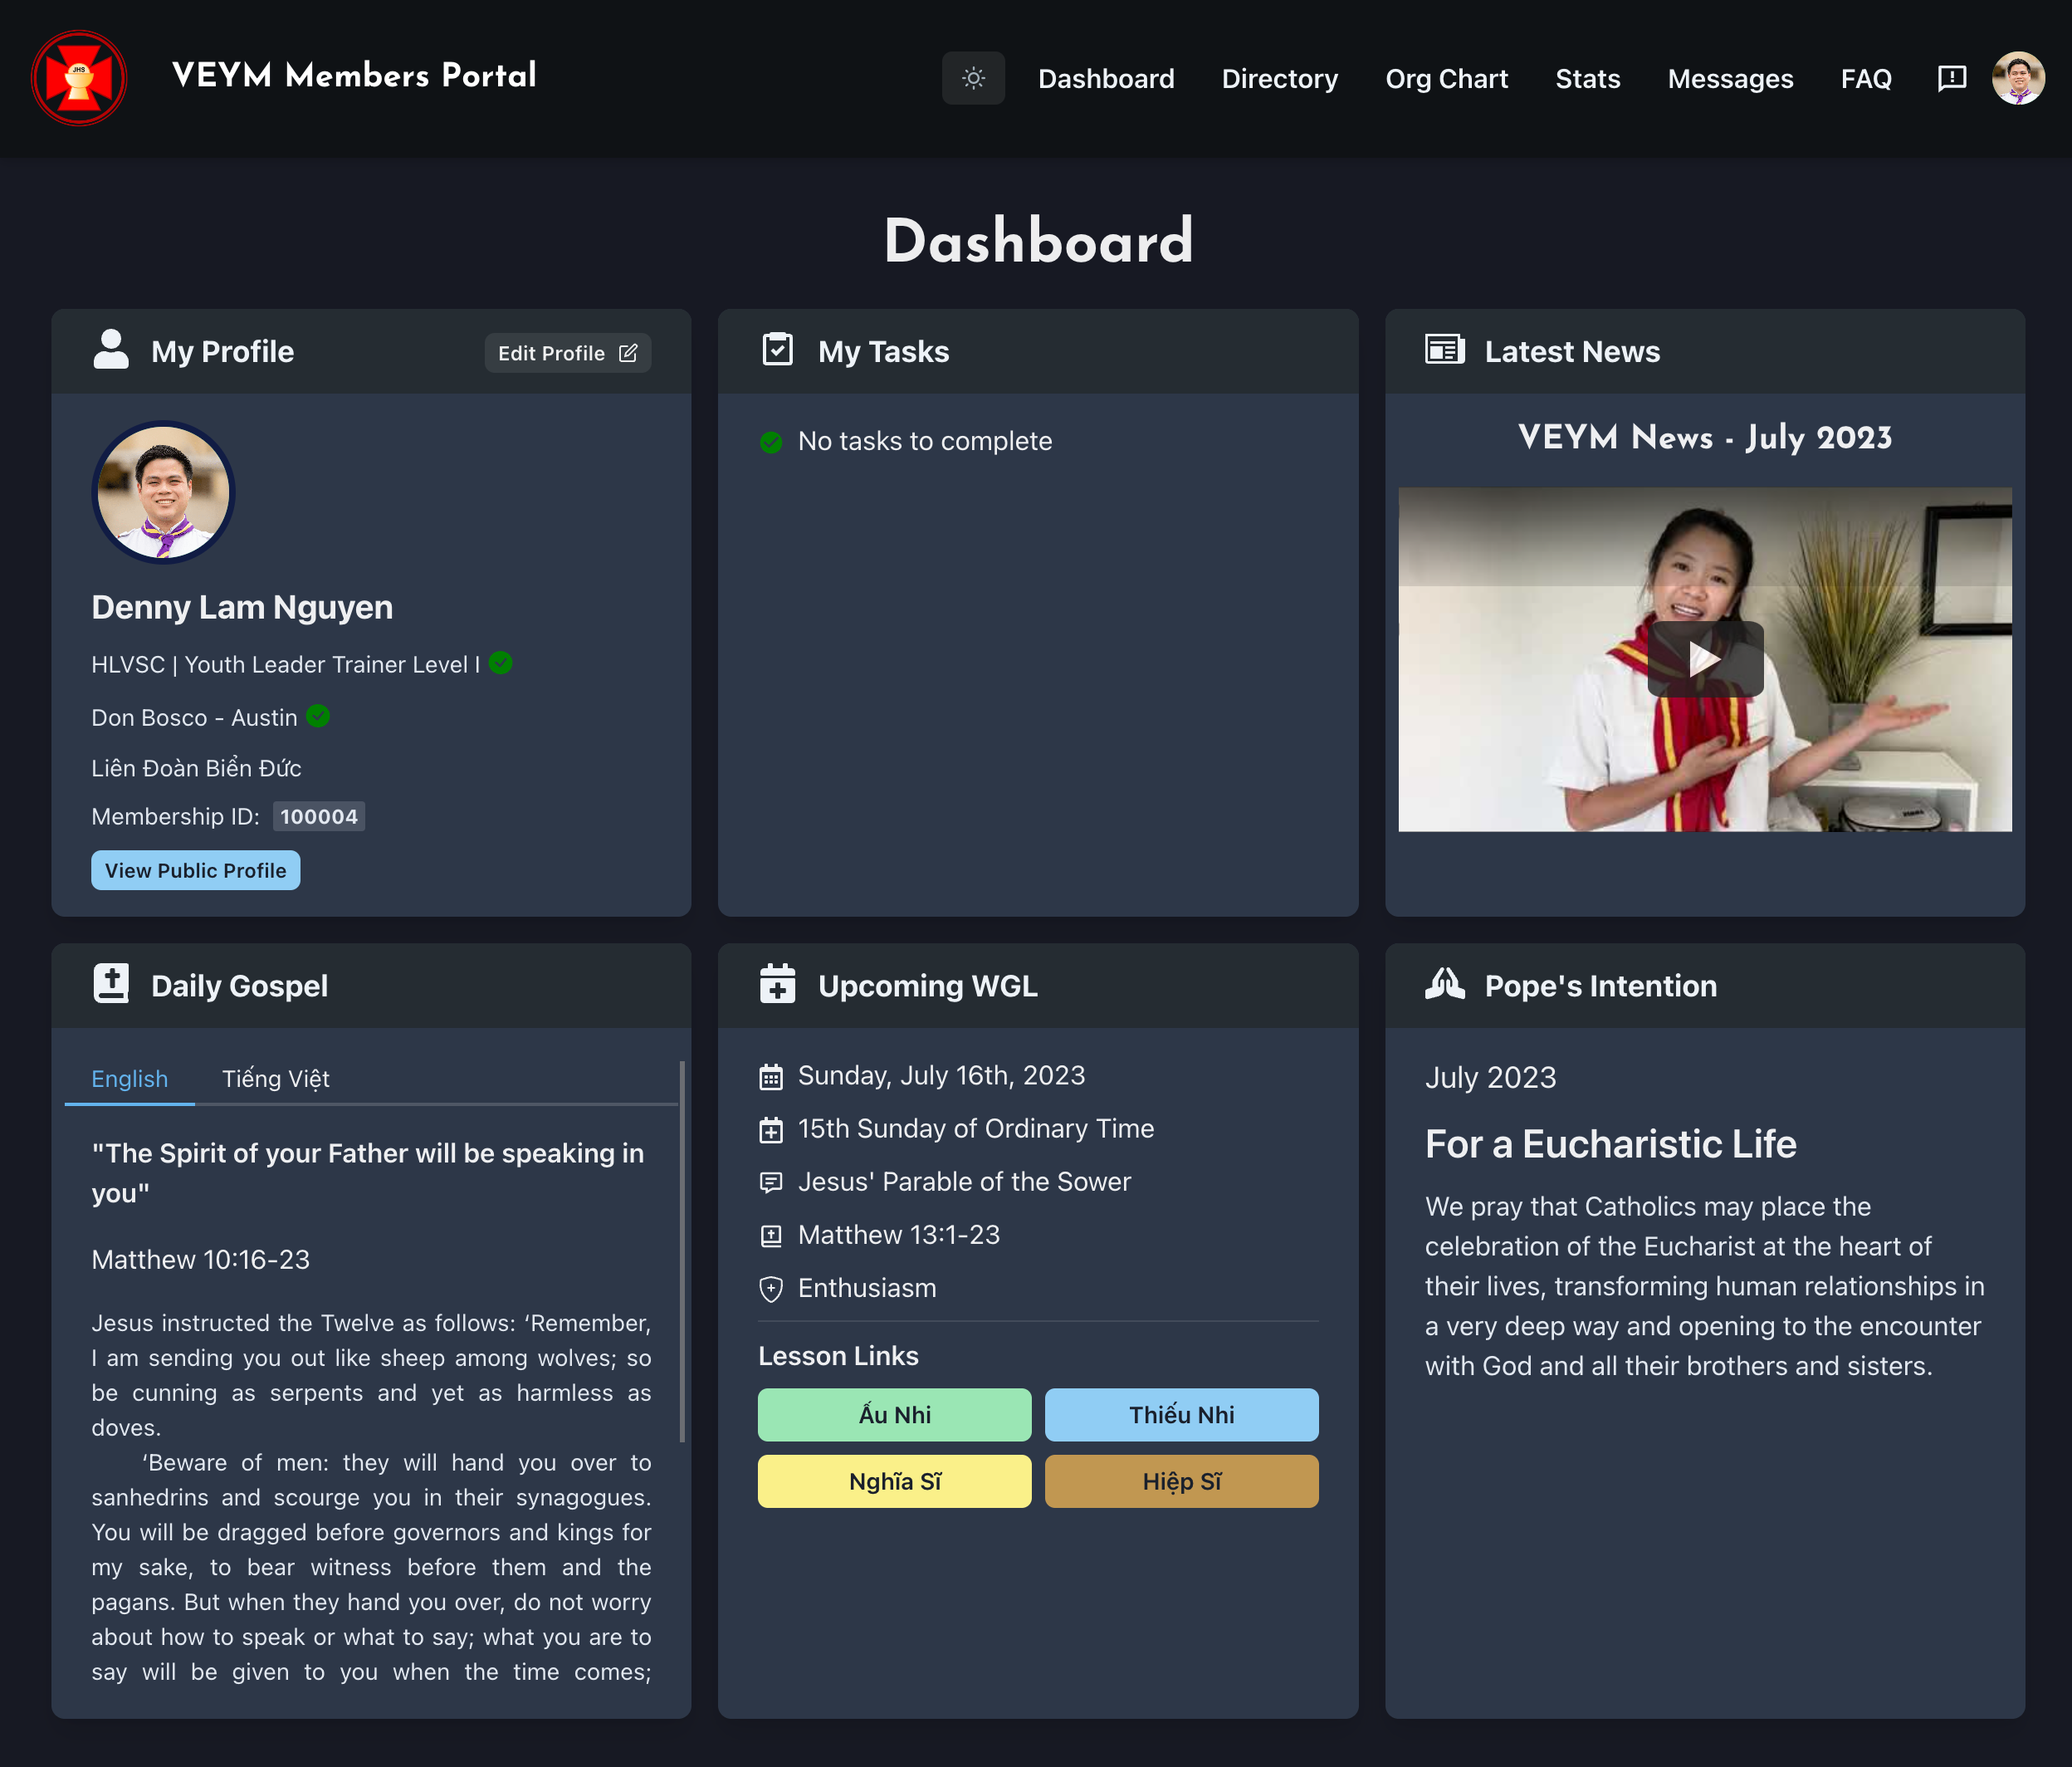 JHS
VEYM Members Portal
Dashboard
Directory
Org Chart
Stats
Messages
FAQ
Dashboard
My Profile
Edit Profile
Denny Lam Nguyen
HLVSC | Youth Leader Trainer Level I
Don Bosco - Austin
Liên Đoàn Biển Đức
Membership ID: 100004
View Public Profile
My Tasks
No tasks to complete
Latest News
VEYM News - July 2023
Daily Gospel
English
Tiếng Việt
"The Spirit of your Father will be speaking in
you"
Matthew 10:16-23
Jesus instructed the Twelve as follows: ‘Remember,
I am sending you out like sheep among wolves; so
be cunning as serpents and yet as harmless as
doves.
‘Beware of men: they will hand you over to
sanhedrins and scourge you in their synagogues.
You will be dragged before governors and kings for
my sake, to bear witness before them and the
pagans. But when they hand you over, do not worry
about how to speak or what to say; what you are to
say will be given to you when the time comes;
Upcoming WGL
Sunday, July 16th, 2023
15th Sunday of Ordinary Time
Jesus' Parable of the Sower
Matthew 13:1-23
Enthusiasm
Lesson Links
Ấu Nhi
Thiếu Nhi
Nghĩa Sĩ
Hiệp Sĩ
Pope's Intention
July 2023
For a Eucharistic Life
We pray that Catholics may place the
celebration of the Eucharist at the heart of
their lives, transforming human relationships in
a very deep way and opening to the encounter
with God and all their brothers and sisters.